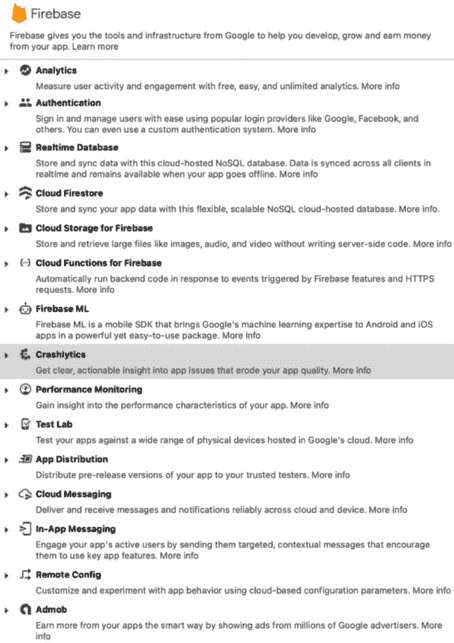 Firebase
Firebase gives you the tools and infrastructure from Google to help you develop, grow and earn money
from your app. Learn more
Analytics
Measure user activity and engagement with free, easy, and unlimited analytics. More info
Authentication
Sign in and manage users with ease using popular login providers like Google, Facebook, and
others. You can even use a custom authentication system. More info
Realtime Database
Store and sync data with this cloud-hosted NoSQL database. Data is synced across all clients in
realtime and remains available when your app goes offline. More info
Cloud Firestore
Store and sync your app data with this flexible, scalable NoSQL cloud-hosted database. More info.
Cloud Storage for Firebase
Store and retrieve large files like images, audio, and video without writing server-side code. More info
Cloud Functions for Firebase
Automatically run backend code in response to events triggered by Firebase features and HTTPS
requests. More info
Firebase ML
Firebase ML is a mobile SDK that brings Google's machine learning expertise to Android and iOS
apps in a powerful yet easy-to-use package. More info
Crashlytics
Get clear, actionable insight into app issues that erode your app quality. More info
Performance Monitoring
Gain insight into the performance characteristics of your app. More info
Test Lab
Test your apps against a wide range of physical devices hosted in Google's cloud. More info
App Distribution
Distribute pre-release versions of your app to your trusted testers. More info
Cloud Messaging
Deliver and receive messages and notifications reliably across cloud and device. More info
In-App Messaging
Engage your app's active users by sending them targeted, contextual messages that encourage
them to use key app features. More info
Remote Config
Customize and experiment with app behavior using cloud-based configuration parameters. More info
Admob
Earn more from your apps the smart way by showing ads from millions of Google advertisers. More
info